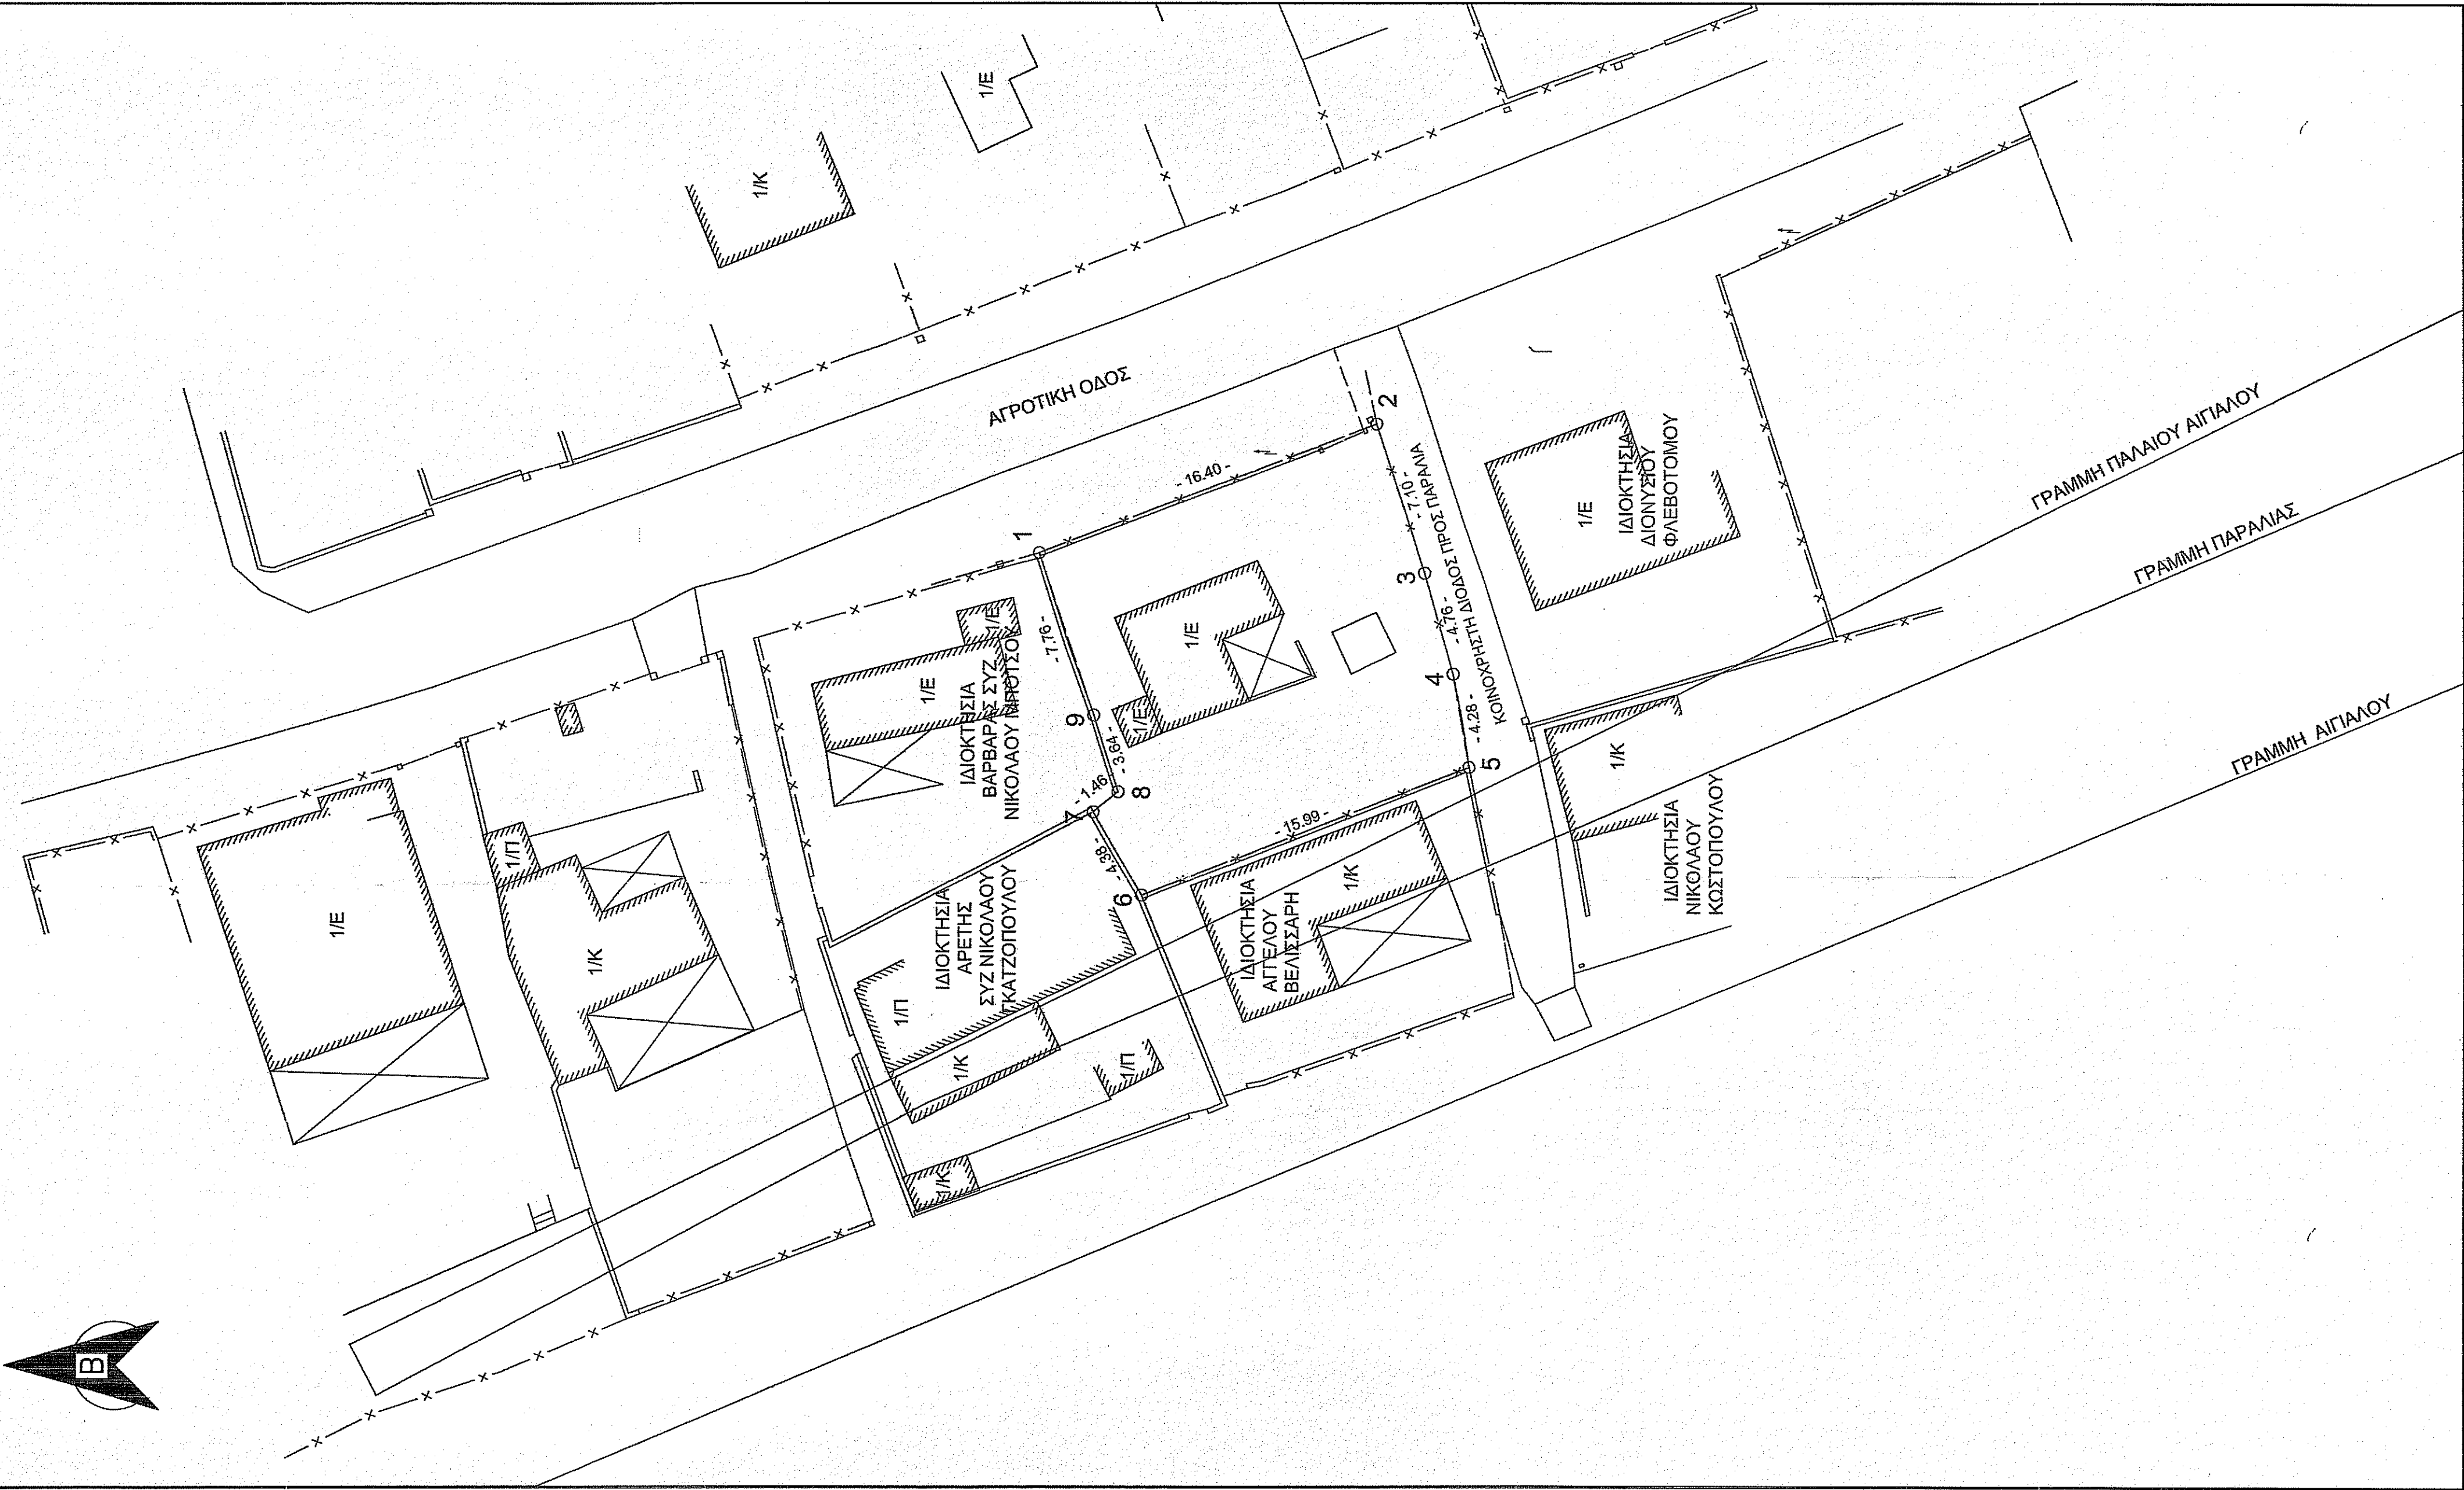 1/Ε
1/Κ
ΑΓΡΟΤΙΚΗ ΟΔΟΣ
1
2
3
4
5
6
7
8
9
- 16.40 -
- 7.10 -
- 4.76 -
- 4.28 -
- 15.99 -
- 4.38 -
- 1.46 -
- 3.64 -
- 7.76 -
ΚΟΙΝΟΧΡΗΣΤΗ ΔΙΟΔΟΣ ΠΡΟΣ ΠΑΡΑΛΙΑ
1/Ε
1/Ε
1/Ε
1/Ε
ΙΔΙΟΚΤΗΣΙΑ
ΒΑΡΒΑΡΑΣ ΣΥΖ
ΝΙΚΟΛΑΟΥ ΜΠΟΤΣΟΥ
1/Ε
ΙΔΙΟΚΤΗΣΙΑ
ΔΙΟΝΥΣΙΟΥ
ΦΛΕΒΟΤΟΜΟΥ
1/Κ
ΙΔΙΟΚΤΗΣΙΑ
ΝΙΚΟΛΑΟΥ
ΚΩΣΤΟΠΟΥΛΟΥ
1/Κ
ΙΔΙΟΚΤΗΣΙΑ
ΑΓΓΕΛΟΥ
ΒΕΛΙΣΣΑΡΗ
ΙΔΙΟΚΤΗΣΙΑ
ΑΡΕΤΗΣ
ΣΥΖ ΝΙΚΟΛΑΟΥ
ΓΚΑΤΖΟΠΟΥΛΟΥ
1/Π
1/Κ
1/Π
1/Κ
1/Ε
1/Π
1/Κ
ΓΡΑΜΜΗ ΠΑΛΑΙΟΥ ΑΙΓΙΑΛΟΥ
ΓΡΑΜΜΗ ΠΑΡΑΛΙΑΣ
ΓΡΑΜΜΗ ΑΙΓΙΑΛΟΥ
Β